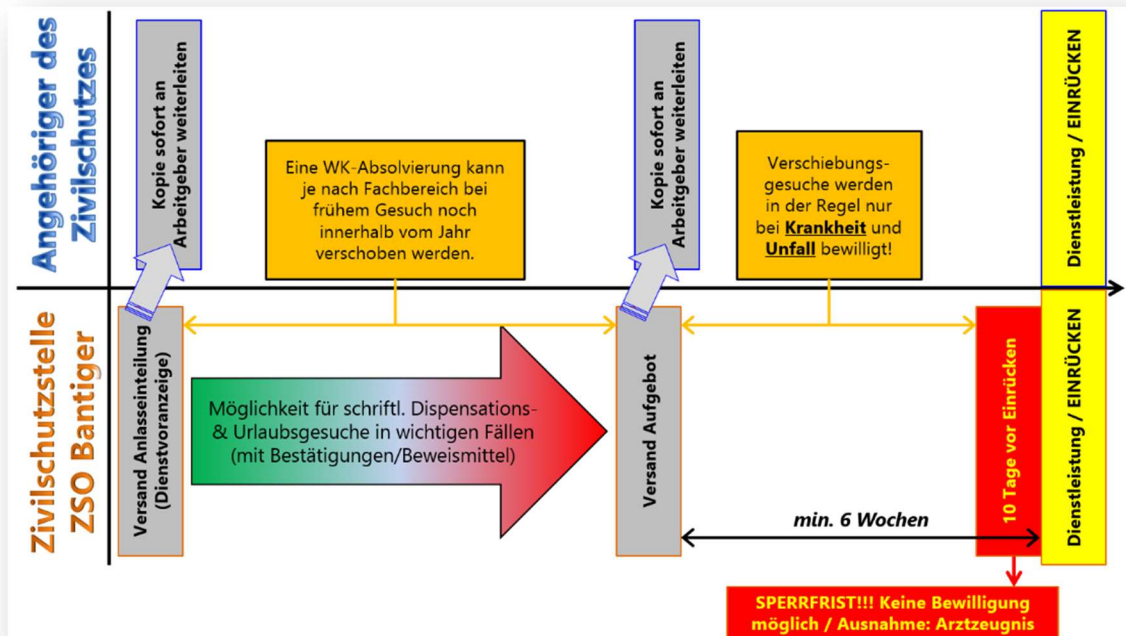 Angehöriger des
Zivilschutzes
Kopie sofort an
Arbeitgeber weiterleiten
Eine WK-Absolvierung kann
je nach Fachbereich bei
frühem Gesuch noch
innerhalb vom Jahr
verschoben werden.
Kopie sofort an
Arbeitgeber weiterleiten
Verschiebungs-
gesuche werden
in der Regel nur
bei Krankheit und
Unfall bewilligt!
Dienstleistung / EINRÜCKEN
Zivilschutzstelle
ZSO Bantiger
Versand Anlasseinteilung
(Dienstvoranzeige)
Möglichkeit für schriftl. Dispensations-
& Urlaubsgesuche in wichtigen Fällen
(mit Bestätigungen/Beweismittel)
Versand Aufgebot
min. 6 Wochen
10 Tage vor Einrücken
Dienstleistung / EINRÜCKEN
SPERRFRIST!!! Keine Bewilligung
möglich / Ausnahme: Arztzeugnis